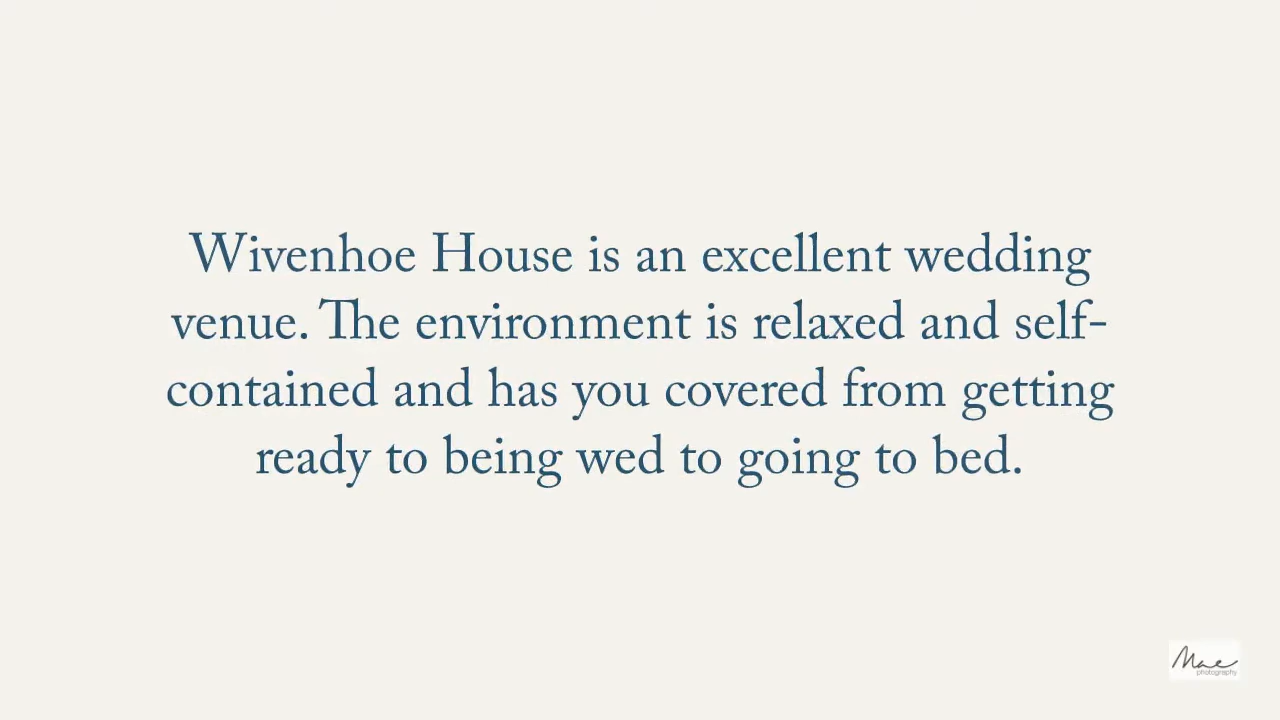 Wivenhoe House is an excellent wedding
venue. The environment is relaxed and self-
contained and has you covered from getting
ready to being wed to going to bed.
Mae
photography